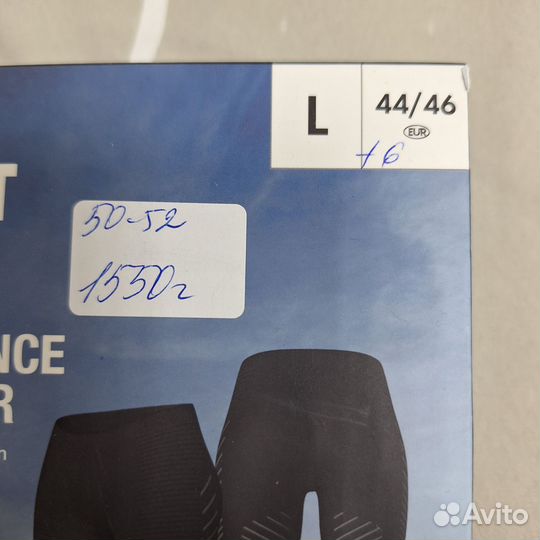 L 44/46
EUR
+6
T
50-52
1550г
NCE
R
n
Avito